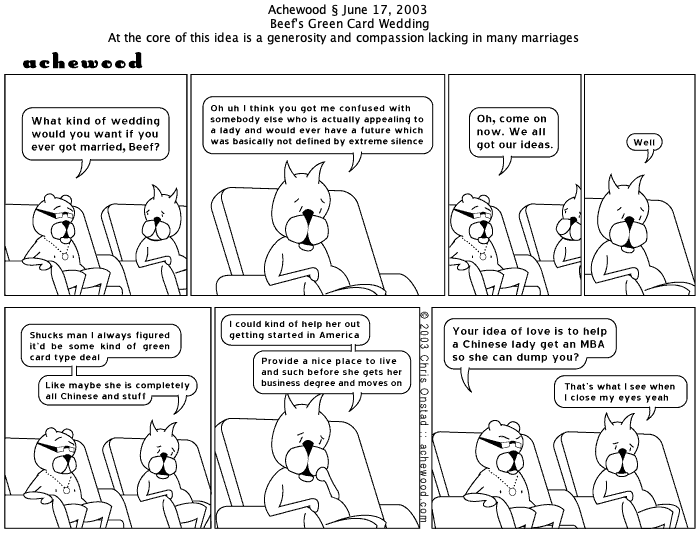 Achewood § June 17, 2003
Beef's Green Card Wedding
At the core of this idea is a generosity and compassion lacking in many marriages
achewood
What kind of wedding
would you want if you
ever got married, Beef?
Oh uh I think you got me confused with
somebody else who is actually appealing to
a lady and would ever have a future which
was basically not defined by extreme silence
Oh, come on
now. We all
got our ideas.
Well
Shucks man I always figured
it'd be some kind of green
card type deal
Like maybe she is completely
all Chinese and stuff
I could kind of help her out
getting started in America
Provide a nice place to live
and such before she gets her
business degree and moves on
© 2003 Chris Onstad :: achewood.com
Your idea of love is to help
a Chinese lady get an MBA
so she can dump you?
That's what I see when
I close my eyes yeah